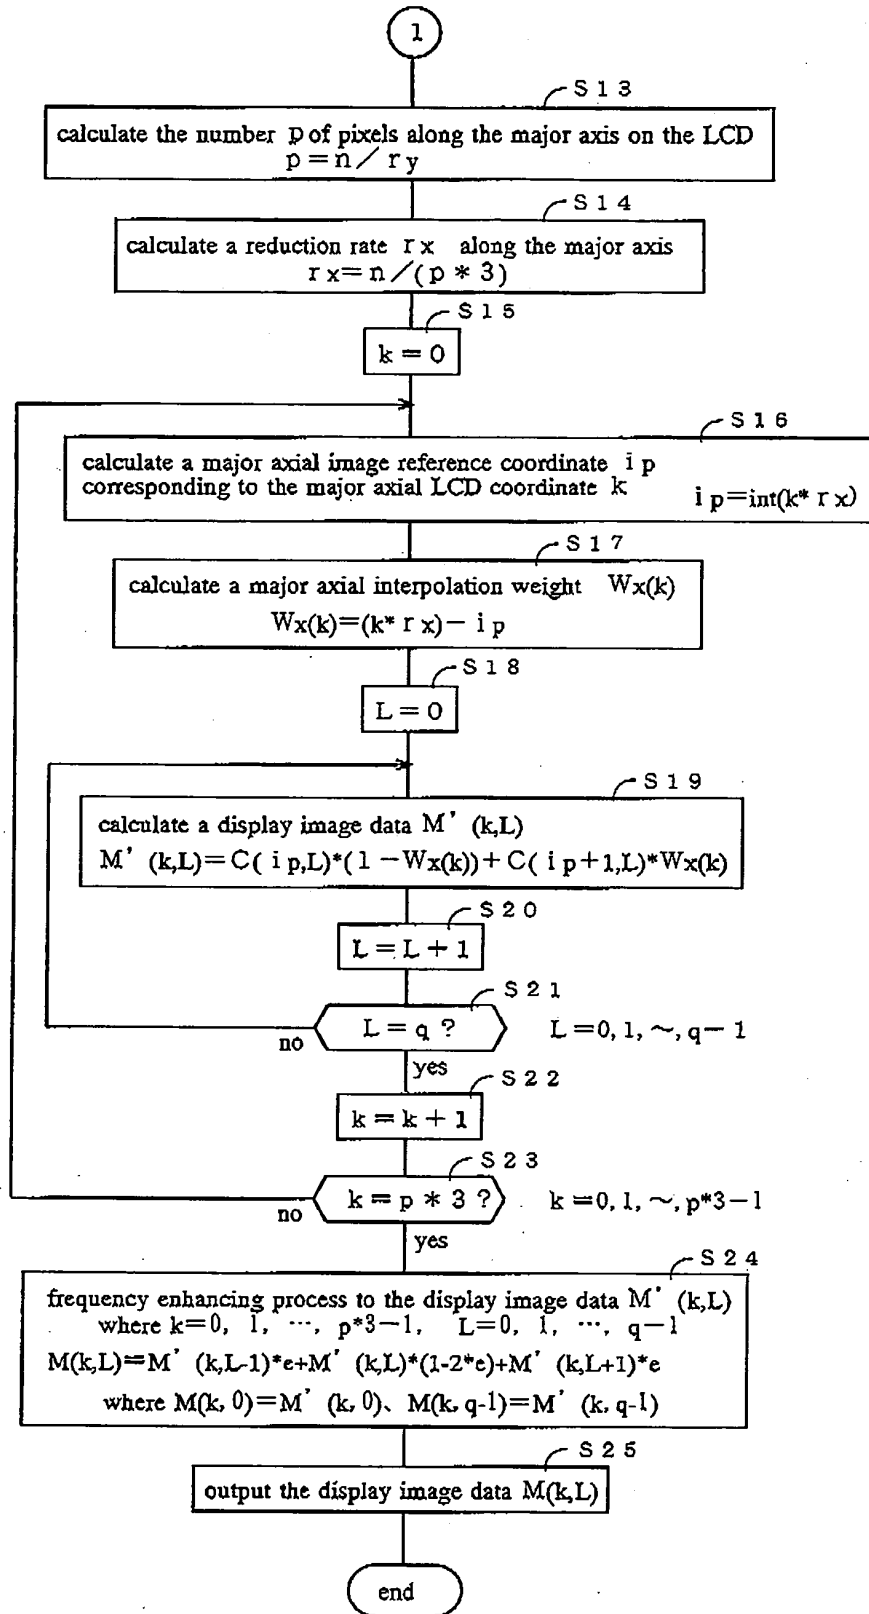 1
S13
calculate the number p of pixels along the major axis on the LCD
p=n/ry
S14
calculate a reduction rate rx along the major axis
rx=n/(p*3)
S15
k=0
S16
calculate a major axial image reference coordinate ip
corresponding to the major axial LCD coordinate k
ip=int(k*rx)
S17
calculate a major axial interpolation weight Wx(k)
Wx(k)=(k*rx)-ip
S18
L=0
S19
calculate a display image data M'(k,L)
M'(k,L)=C(ip,L)*(1-Wx(k))+C(ip+1,L)*Wx(k)
S20
L=L+1
S21
L=q? L=0,1,~,q-1
no
yes
S22
k=k+1
S23
k=p*3? k=0,1,~,p*3-1
no
yes
S24
frequency enhancing process to the display image data M'(k,L)
where k=0, 1, …, p*3-1, L=0, 1, …, q-1
M(k,L)=M'(k,L-1)*e+M'(k,L)*(1-2*e)+M'(k,L+1)*e
where M(k,0)=M'(k,0)、M(k,q-1)=M'(k,q-1)
S25
output the display image data M(k,L)
end